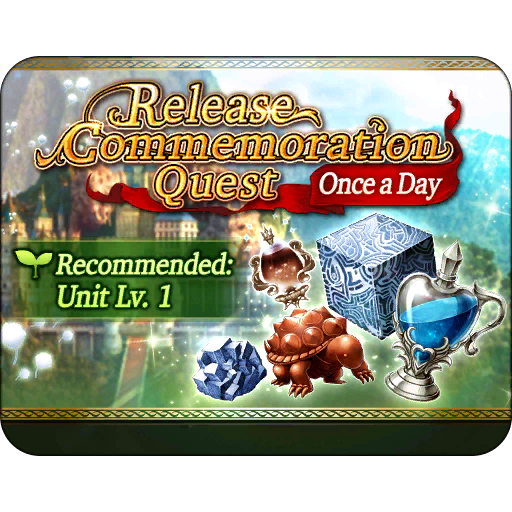 Release
Commemoration
Quest
Once a Day
Recommended:
Unit Lv. 1